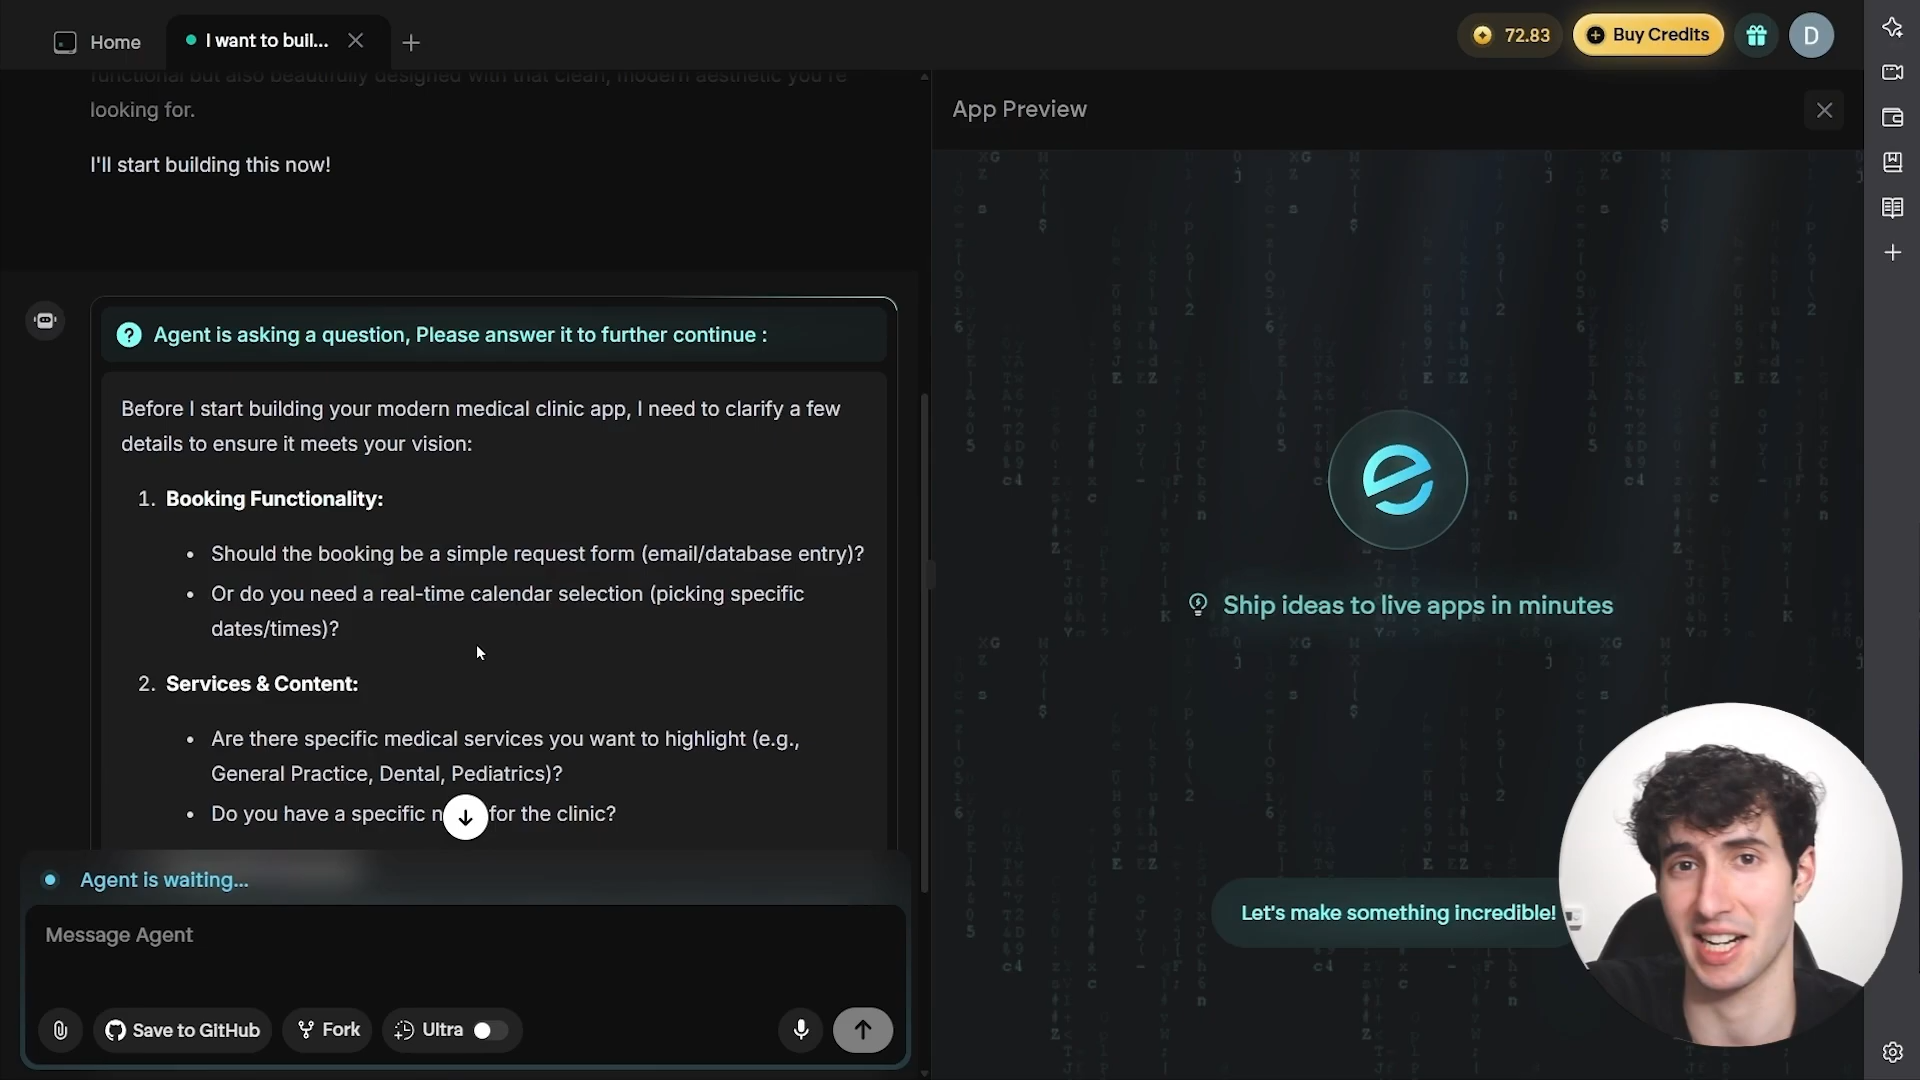 Home
I want to buil...
72.83
Buy Credits
D
functional but also beautifully designed with that clean, modern aesthetic you're
looking for.
I'll start building this now!
App Preview
Agent is asking a question, Please answer it to further continue :
Before I start building your modern medical clinic app, I need to clarify a few
details to ensure it meets your vision:
1. Booking Functionality:
• Should the booking be a simple request form (email/database entry)?
• Or do you need a real-time calendar selection (picking specific
dates/times)?
2. Services & Content:
• Are there specific medical services you want to highlight (e.g.,
General Practice, Dental, Pediatrics)?
• Do you have a specific n for the clinic?
Agent is waiting...
Message Agent
Save to GitHub
Fork
Ultra
Ship ideas to live apps in minutes
Let's make something incredible!